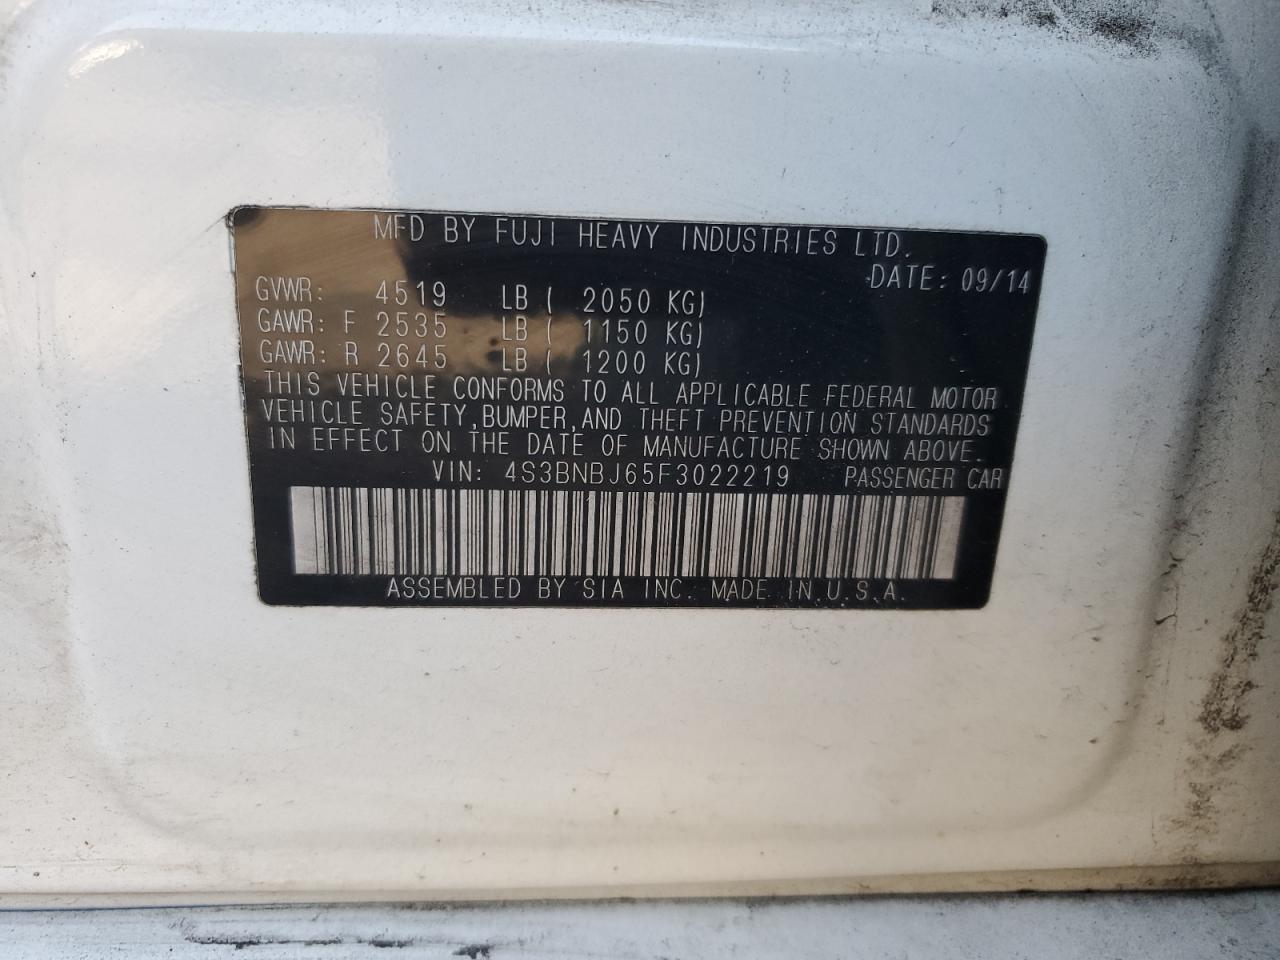 MFD BY FUJI HEAVY INDUSTRIES LTD.
DATE: 09/14
GVWR: 4519 LB ( 2050 KG)
GAWR: F 2535 LB ( 1150 KG)
GAWR: R 2645 LB ( 1200 KG)
THIS VEHICLE CONFORMS TO ALL APPLICABLE FEDERAL MOTOR
VEHICLE SAFETY, BUMPER, AND THEFT PREVENTION STANDARDS
IN EFFECT ON THE DATE OF MANUFACTURE SHOWN ABOVE.
VIN: 4S3BNBJ65F3022219 PASSENGER CAR
ASSEMBLED BY SIA INC. MADE IN U.S.A.